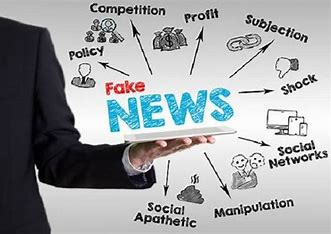 Competition
Profit
Subjection
Policy
Fake
NEWS
Shock
Social
Networks
Social
Apathetic
Manipulation